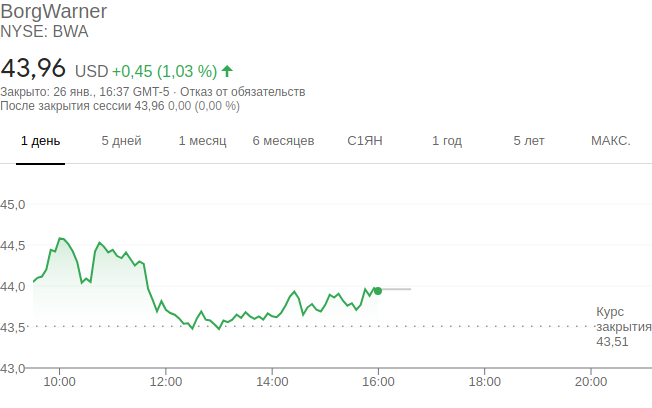 BorgWarner
NYSE: BWA
43,96 USD +0,45 (1,03 %)
Закрыто: 26 янв., 16:37 GMT-5 · Отказ от обязательств
После закрытия сессии 43,96 0,00 (0,00 %)
1 день 5 дней 1 месяц 6 месяцев С1ЯН 1 год 5 лет МАКС.
45,0
44,5
44,0
43,5
43,0
Курс
закрытия
43,51
10:00 12:00 14:00 16:00 18:00 20:00